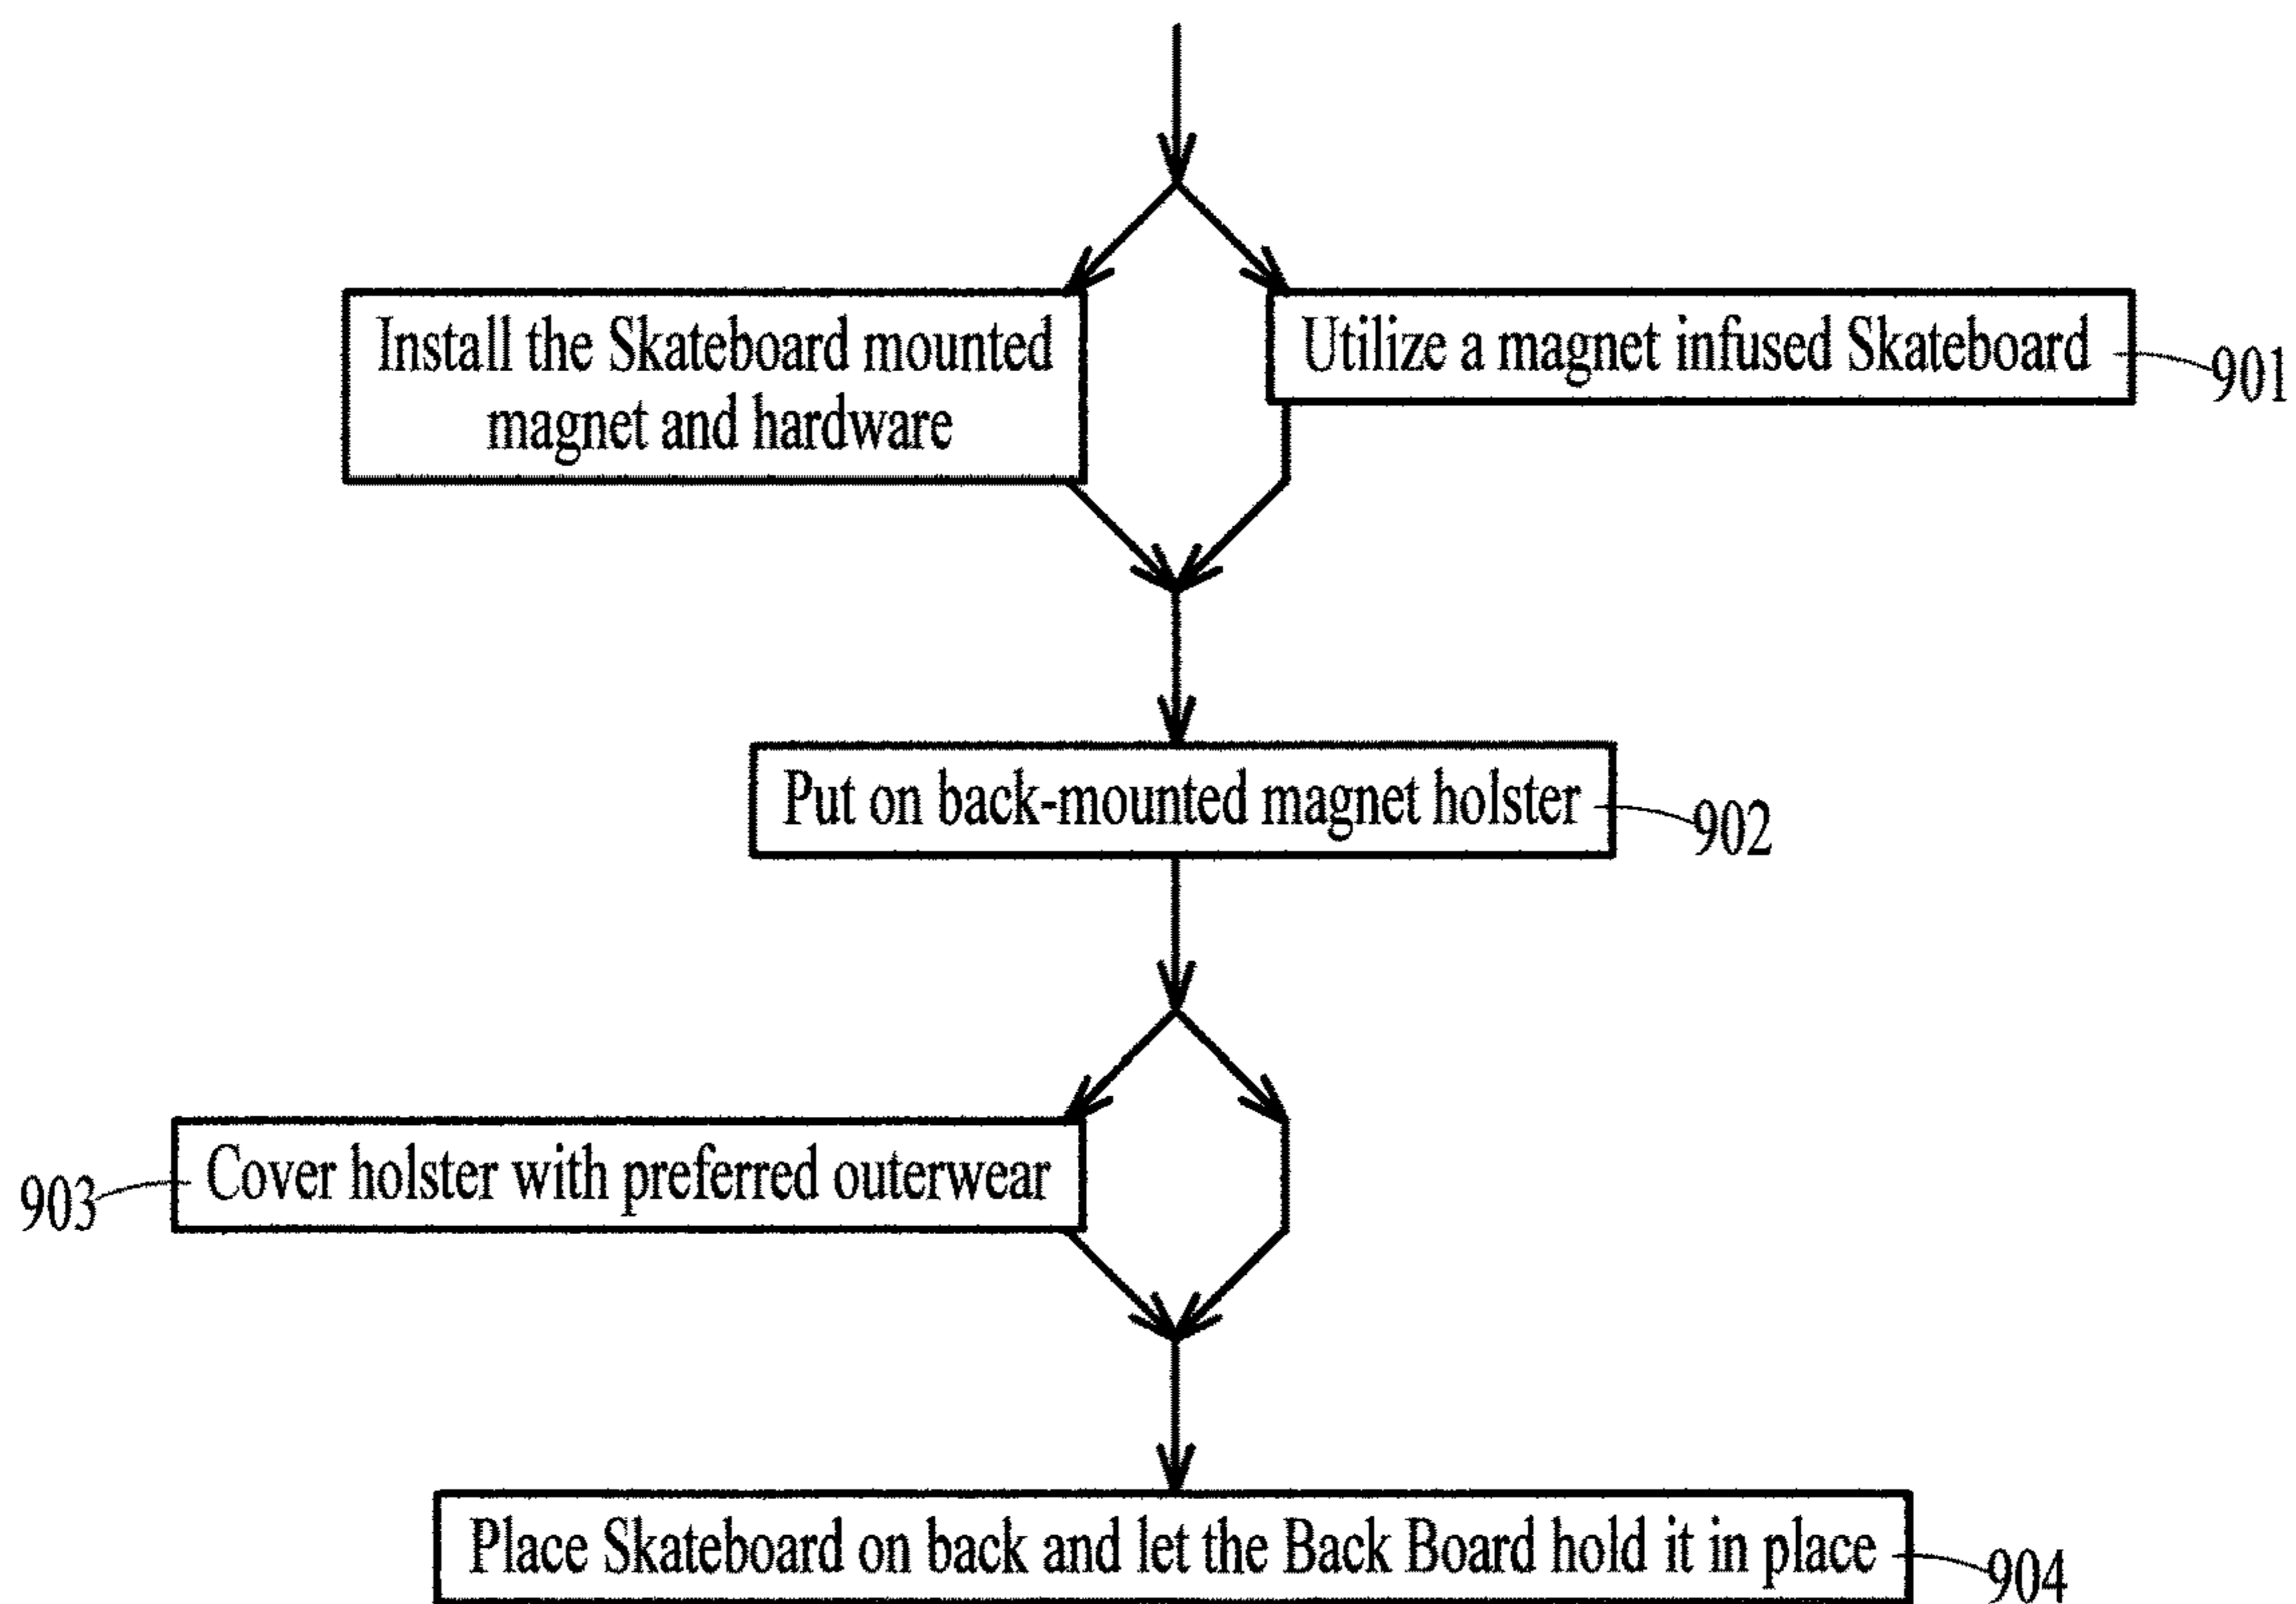 Install the Skateboard mounted
magnet and hardware
Utilize a magnet infused Skateboard
901
Put on back-mounted magnet holster
902
903
Cover holster with preferred outerwear
Place Skateboard on back and let the Back Board hold it in place
904